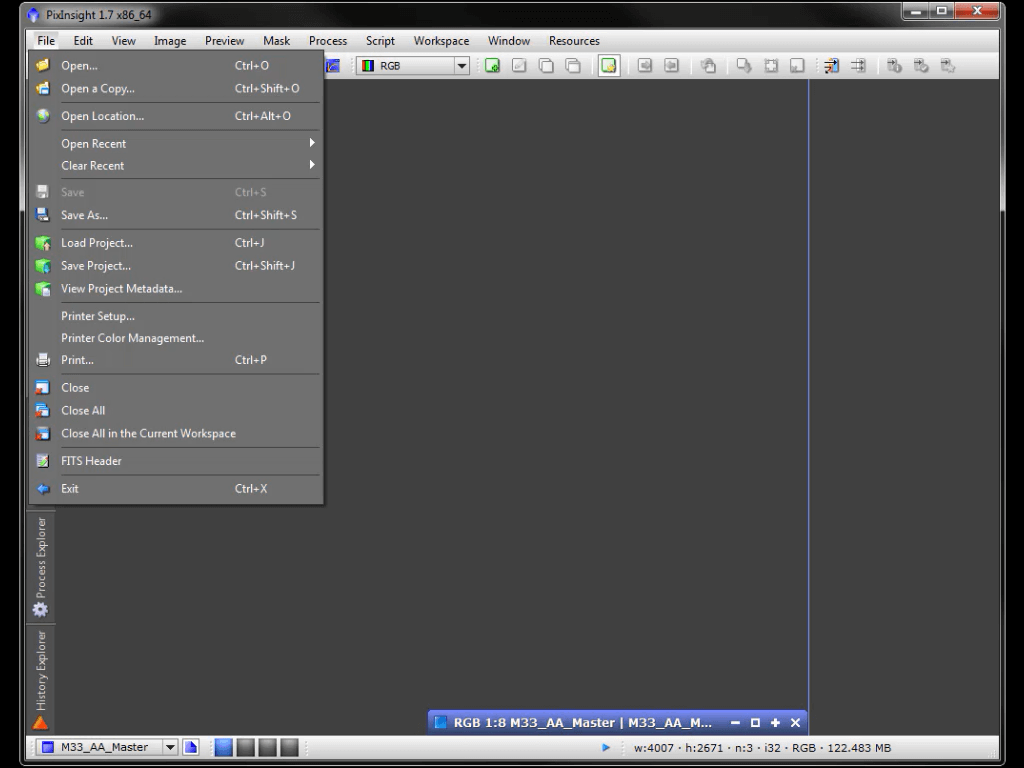 PixInsight 1.7 x86_64
File Edit View Image Preview Mask Process Script Workspace Window Resources
RGB
Open... Ctrl+O
Open a Copy... Ctrl+Shift+O
Open Location... Ctrl+Alt+O
Open Recent
Clear Recent
Save Ctrl+S
Save As... Ctrl+Shift+S
Load Project... Ctrl+J
Save Project... Ctrl+Shift+J
View Project Metadata...
Printer Setup...
Printer Color Management...
Print... Ctrl+P
Close
Close All
Close All in the Current Workspace
FITS Header
Exit Ctrl+X
Process Explorer
History Explorer
RGB 1:8 M33_AA_Master | M33_AA_M...
M33_AA_Master
w:4007 · h:2671 · n:3 · i32 · RGB · 122.483 MB